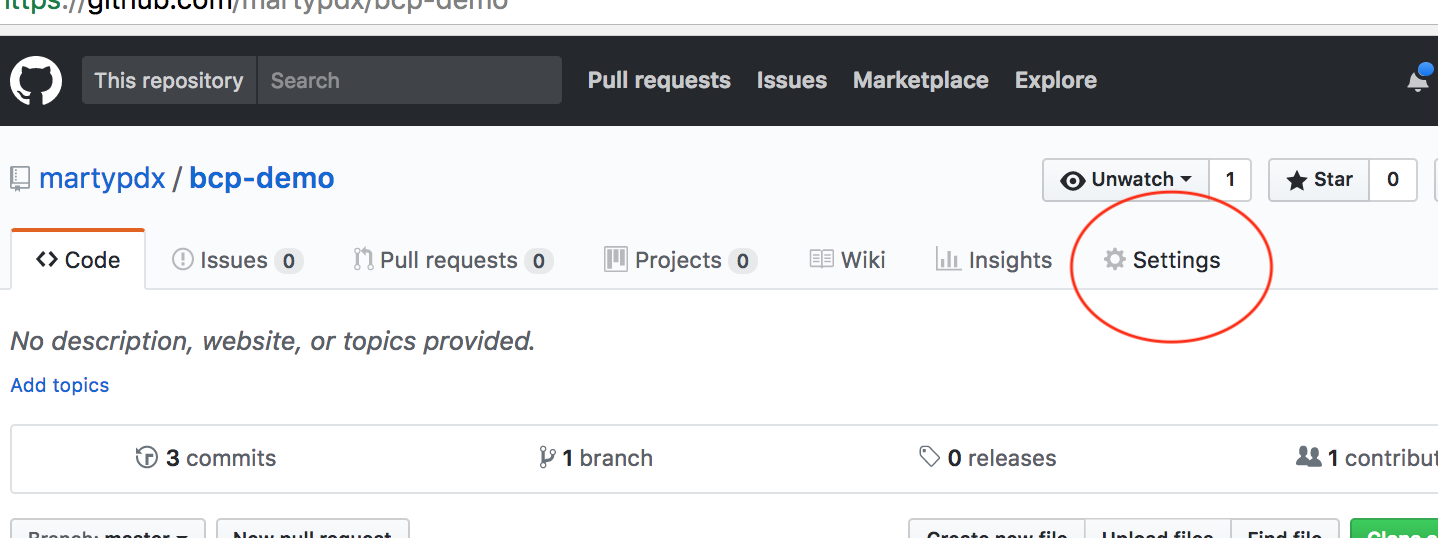 https://github.com/martypdx/bcp-demo
This repository Search Pull requests Issues Marketplace Explore
martypdx / bcp-demo Unwatch 1 Star 0
Code Issues 0 Pull requests 0 Projects 0 Wiki Insights Settings
No description, website, or topics provided.
Add topics
3 commits 1 branch 0 releases 1 contribut
Branch: master New pull request Create new file Upload files Find file Clone